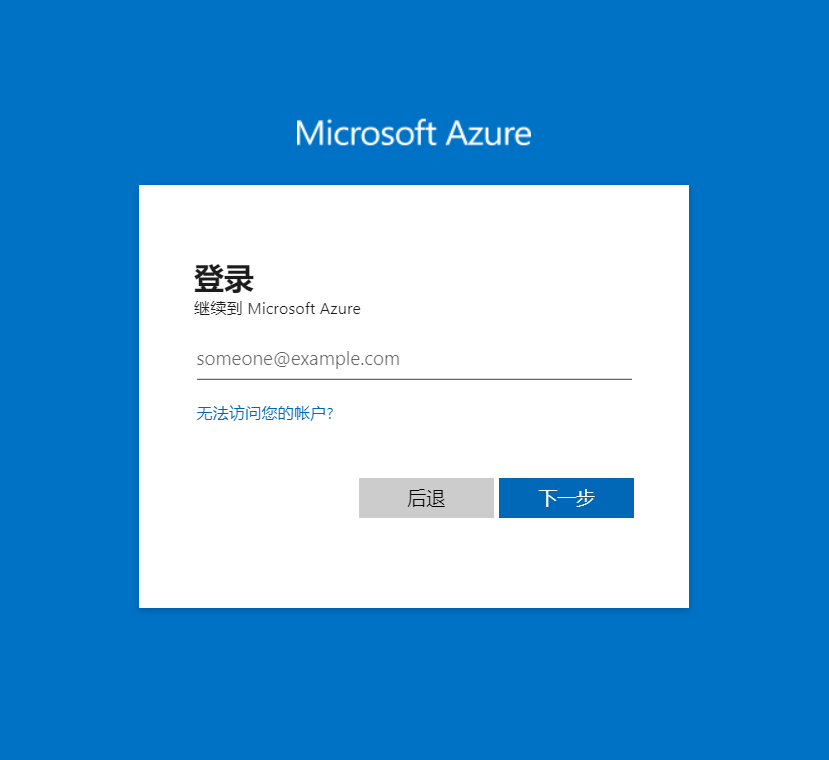 Microsoft Azure
登录
继续到 Microsoft Azure
someone@example.com
无法访问您的帐户?
后退
下一步